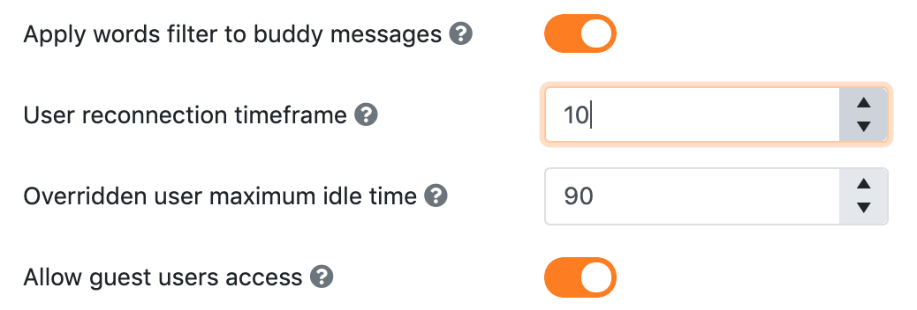 Apply words filter to buddy messages ?
User reconnection timeframe ? 10
Overridden user maximum idle time ? 90
Allow guest users access ?